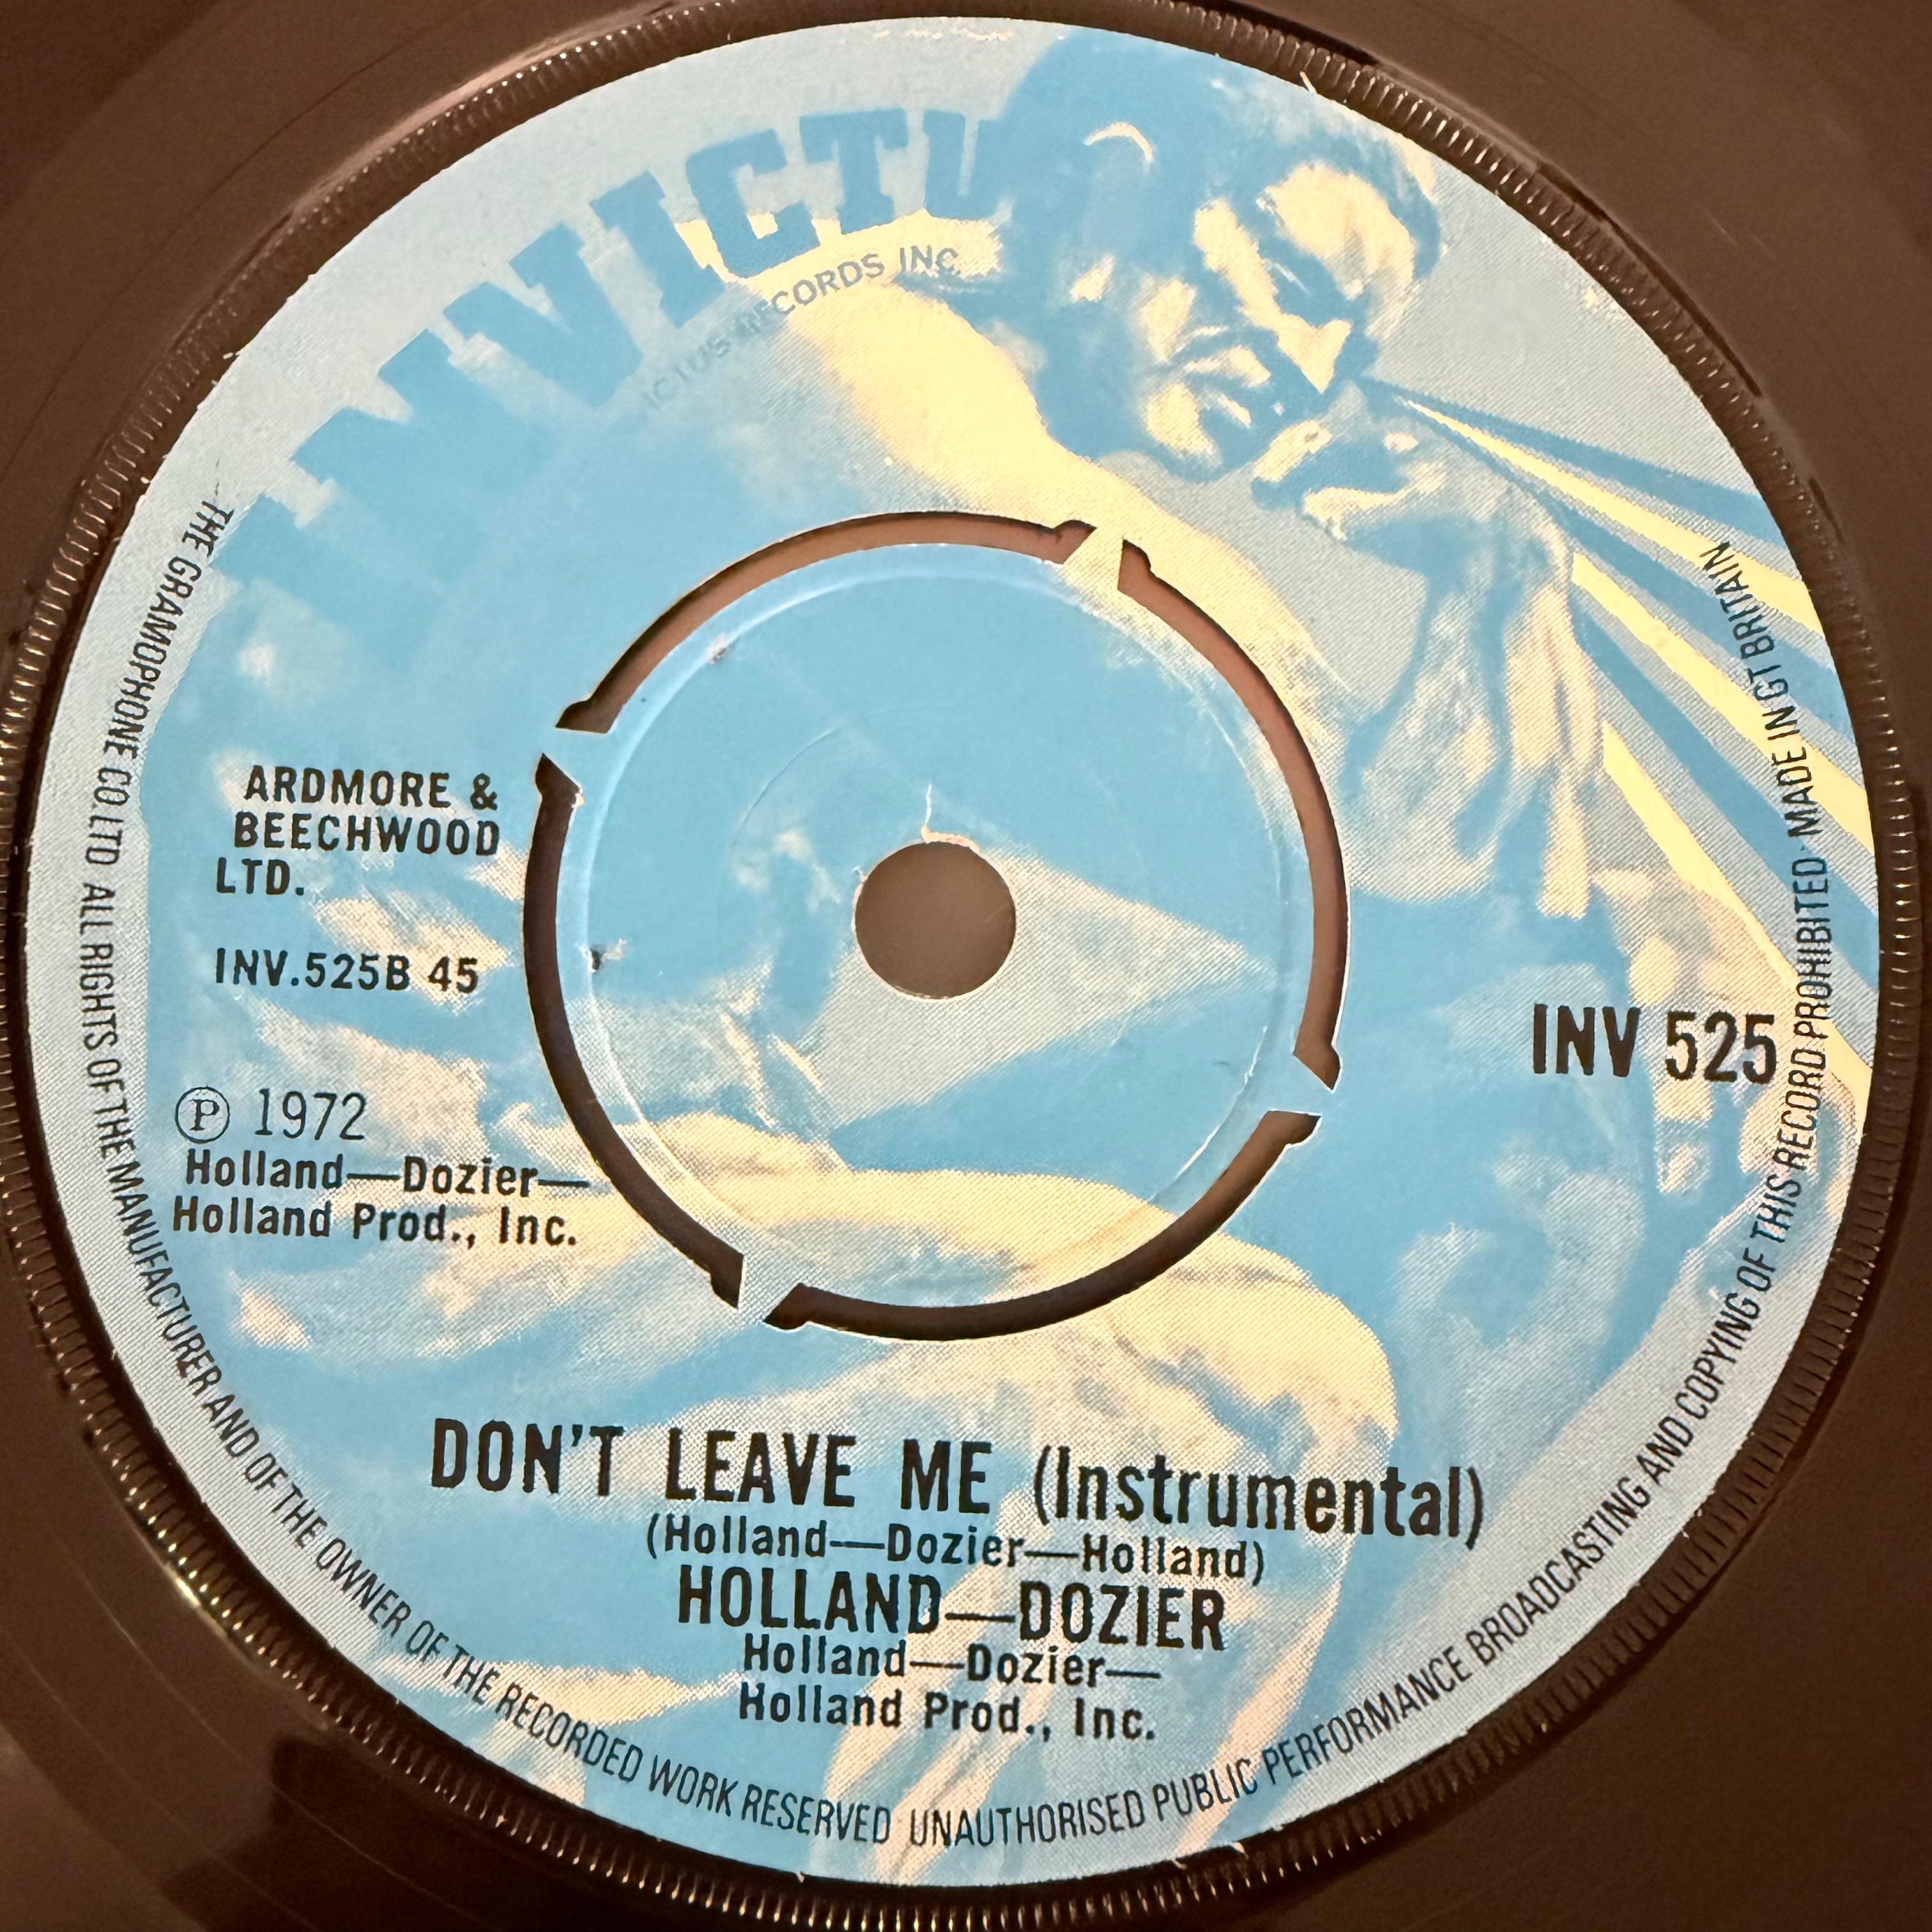 INVICTU
ICTUS RECORDS INC
ARDMORE &
BEECHWOOD
LTD.
INV.525B 45
INV 525
Ⓟ 1972
Holland—Dozier—
Holland Prod., Inc.
DON'T LEAVE ME (Instrumental)
(Holland—Dozier—Holland)
HOLLAND—DOZIER
Holland—Dozier—
Holland Prod., Inc.
THE GRAMOPHONE CO. LTD ALL RIGHTS OF THE MANUFACTURER AND OF THE OWNER OF THE RECORDED WORK RESERVED UNAUTHORISED PUBLIC PERFORMANCE BROADCASTING AND COPYING OF THIS RECORD PROHIBITED · MADE IN GT BRITAIN